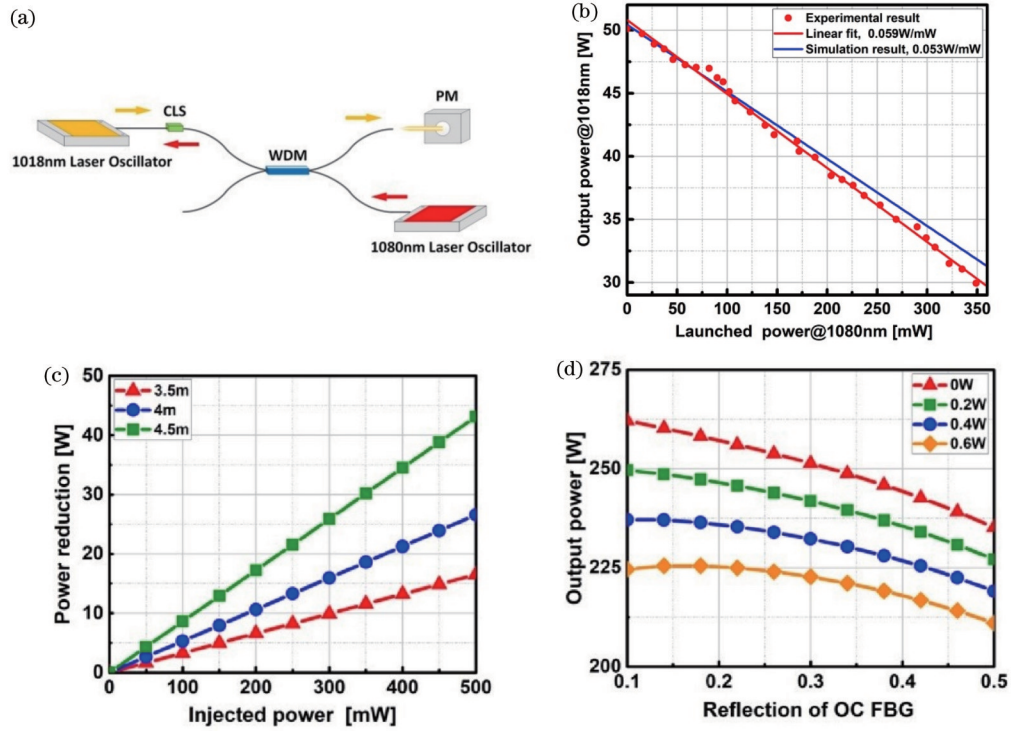 (a)
CLS
PM
1018nm Laser Oscillator
WDM
1080nm Laser Oscillator
(b)
Experimental result
Linear fit, 0.059W/mW
Simulation result, 0.053W/mW
Output power@1018nm [W]
50
45
40
35
30
0 50 100 150 200 250 300 350
Launched power@1080nm [mW]
(c)
3.5m
4m
4.5m
Power reduction [W]
50
40
30
20
10
0
0 100 200 300 400 500
Injected power [mW]
(d)
0W
0.2W
0.4W
0.6W
Output power [W]
275
250
225
200
0.1 0.2 0.3 0.4 0.5
Reflection of OC FBG